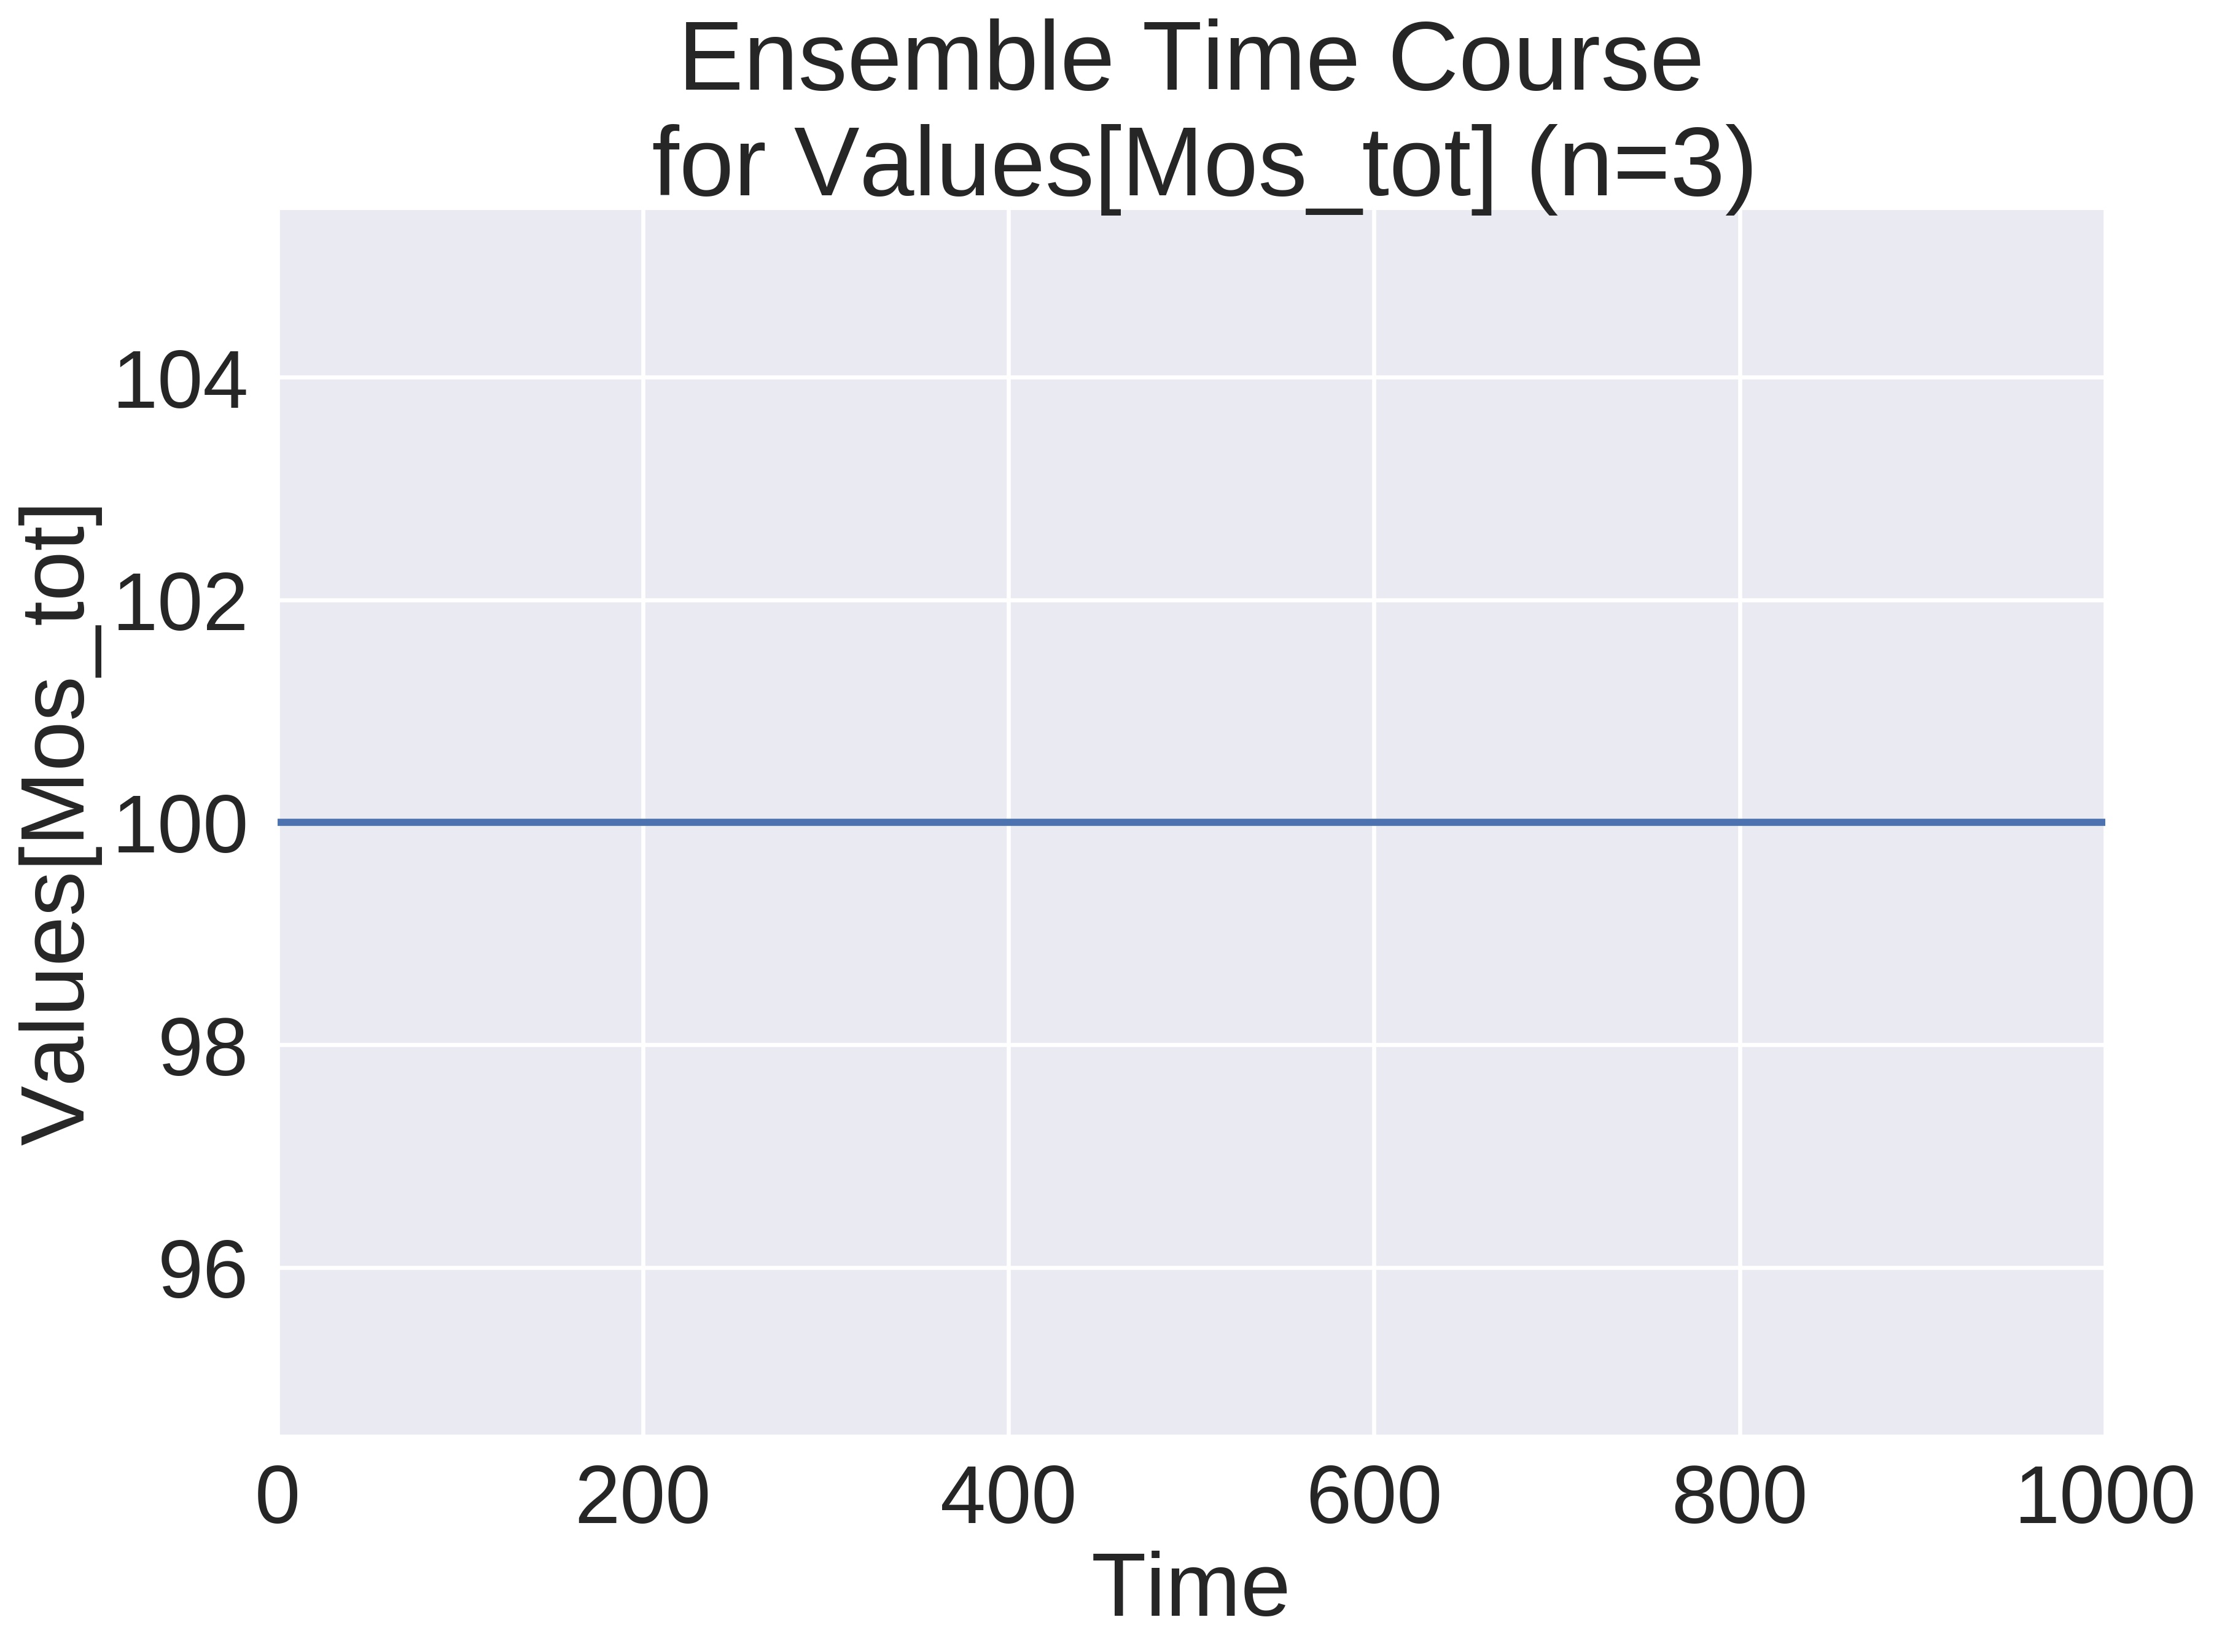 Ensemble Time Course
for Values[Mos_tot] (n=3)
Values[Mos_tot]
104
102
100
98
96
0 200 400 600 800 1000
Time